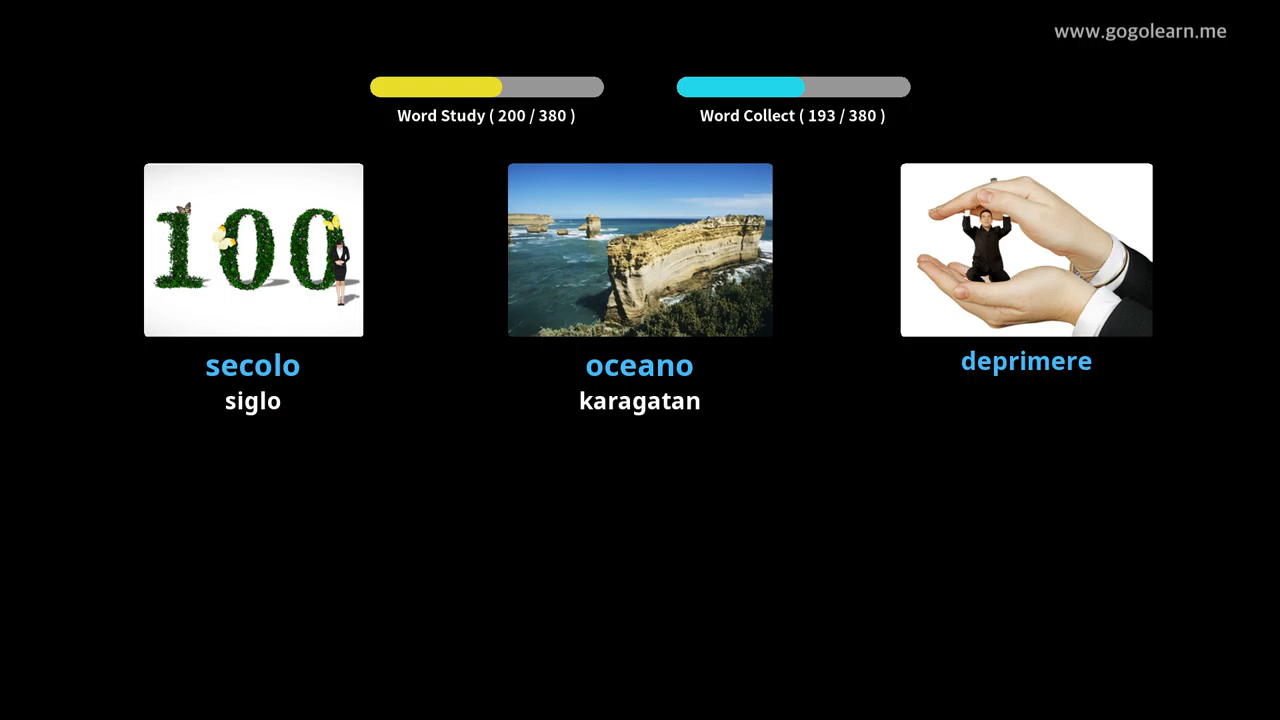 www.gogolearn.me
Word Study ( 200 / 380 )
Word Collect ( 193 / 380 )
100
secolo
siglo
oceano
karagatan
deprimere